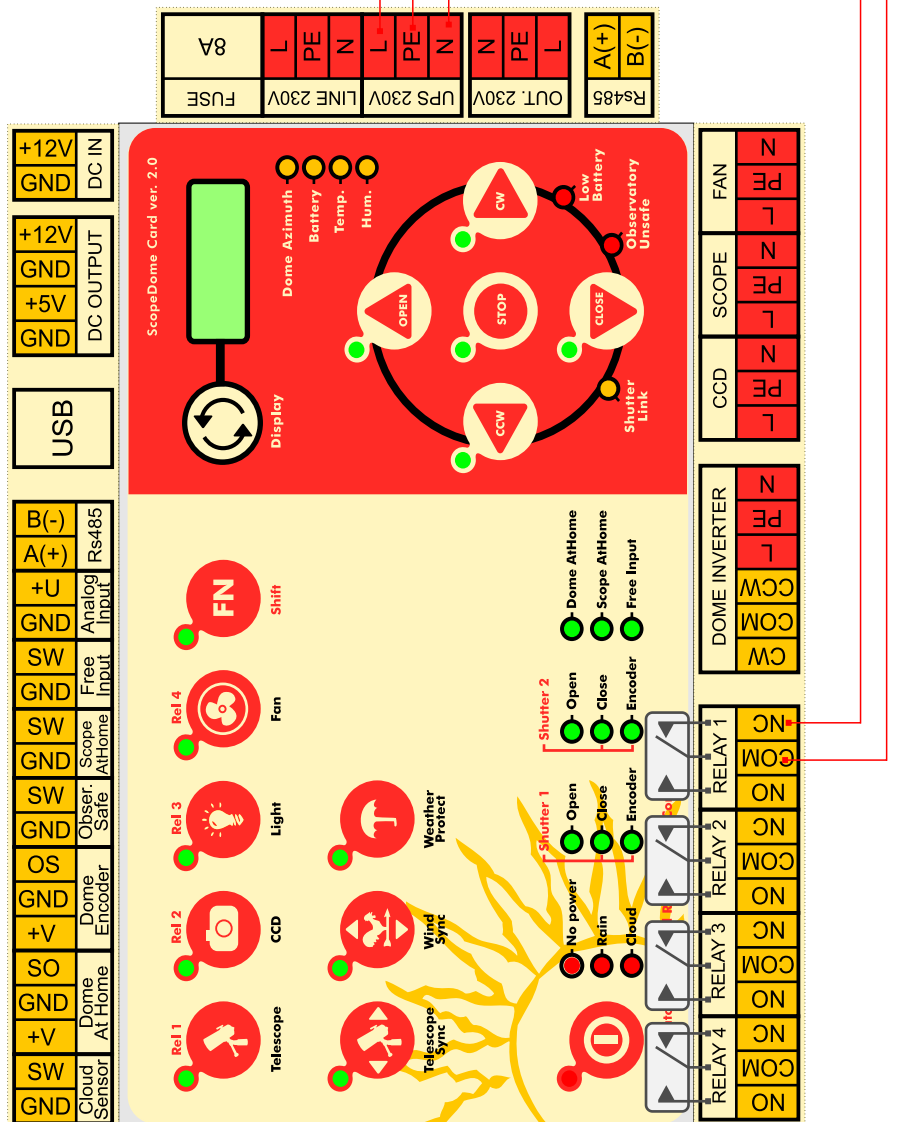 8A
L
PE
N
L
PE
N
N
PE
L
A(+)
B(-)
FUSE
LINE 230V
UPS 230V
OUT. 230V
Rs485
+12V
GND
DC IN
+12V
GND
+5V
GND
DC OUTPUT
USB
B(-)
A(+)
Rs485
+U
GND
Analog
Input
SW
GND
Free
Input
SW
GND
Scope
AtHome
SW
GND
Obser.
Safe
OS
GND
+V
Dome
Encoder
SO
GND
+V
Dome
At Home
SW
GND
Cloud
Sensor
ScopeDome Card ver. 2.0
Dome Azimuth
Battery
Temp.
Hum.
Display
CW
OPEN
STOP
CLOSE
CCW
Low
Battery
Observatory
Unsafe
Shutter
Link
FN
Shift
Rel 4
Fan
Rel 3
Light
Rel 2
CCD
Rel 1
Telescope
Weather
Protect
Wind
Sync
Telescope
Sync
Dome AtHome
Scope AtHome
Free Input
Shutter 2
Open
Close
Encoder
Shutter 1
Open
Close
Encoder
No power
Rain
Cloud
FAN
N
PE
L
SCOPE
N
PE
L
CCD
N
PE
L
DOME INVERTER
N
PE
L
CCW
COM
CW
RELAY 1
NC
COM
NO
RELAY 2
NC
COM
NO
RELAY 3
NC
COM
NO
RELAY 4
NC
COM
NO